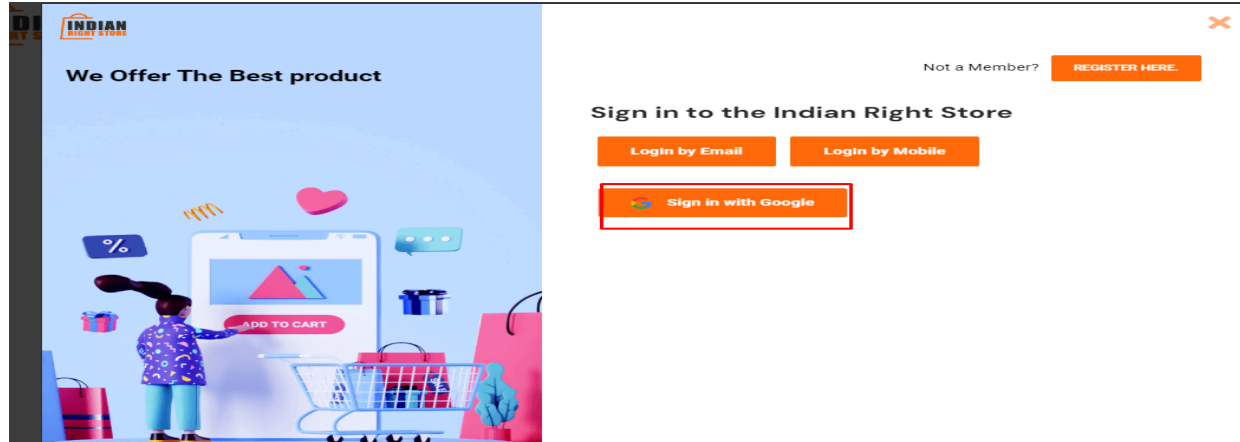 INDIAN
RIGHT STORE
We Offer The Best product
%
ADD TO CART
Not a Member?
REGISTER HERE.
Sign in to the Indian Right Store
LogIn by Email
LogIn by Mobile
G Sign in with Google